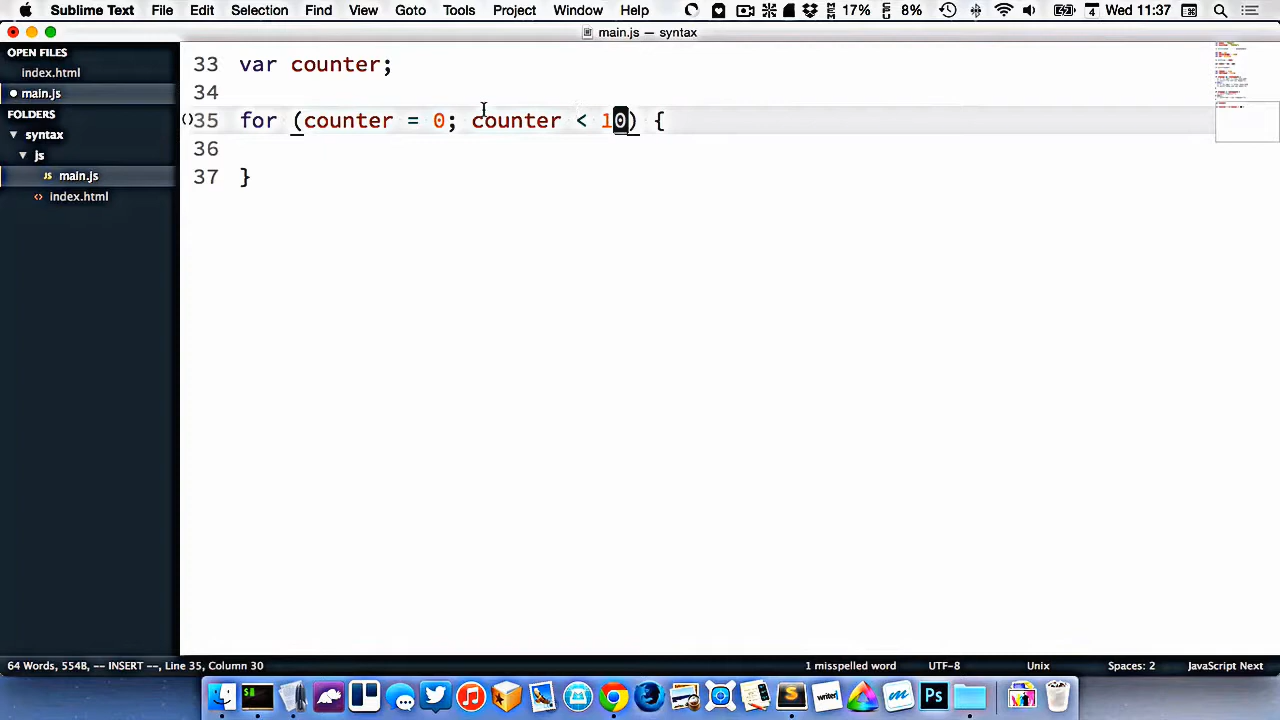 Sublime Text File Edit Selection Find View Goto Tools Project Window Help 17% 8% 4 Wed 11:37
main.js — syntax
OPEN FILES
index.html
main.js
FOLDERS
syntax
js
main.js
index.html
33 var counter;
34
35 for (counter = 0; counter < 10) {
36
37 }
64 Words, 554B, -- INSERT --, Line 35, Column 30 1 misspelled word UTF-8 Unix Spaces: 2 JavaScript Next